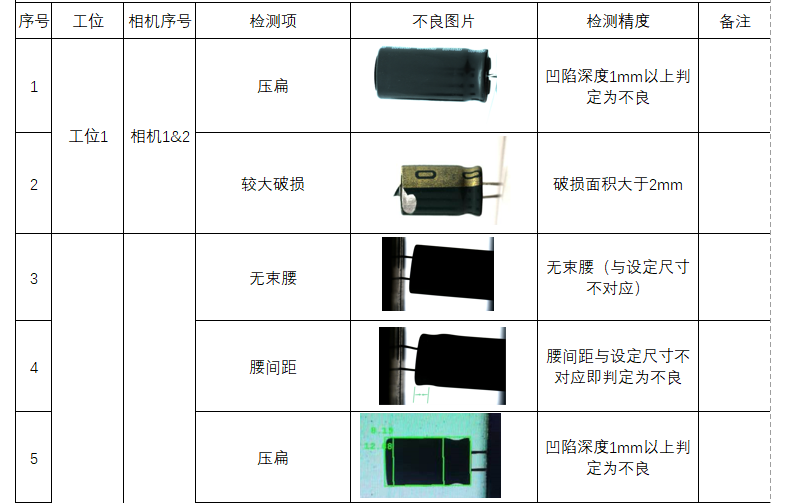 序号 工位 相机序号 检测项 不良图片 检测精度 备注
1 工位1 相机1&2 压扁 凹陷深度1mm以上判
定为不良
2 较大破损 破损面积大于2mm
3 无束腰 无束腰（与设定尺寸
不对应）
4 腰间距 腰间距与设定尺寸不
对应即判定为不良
5 压扁 凹陷深度1mm以上判
定为不良